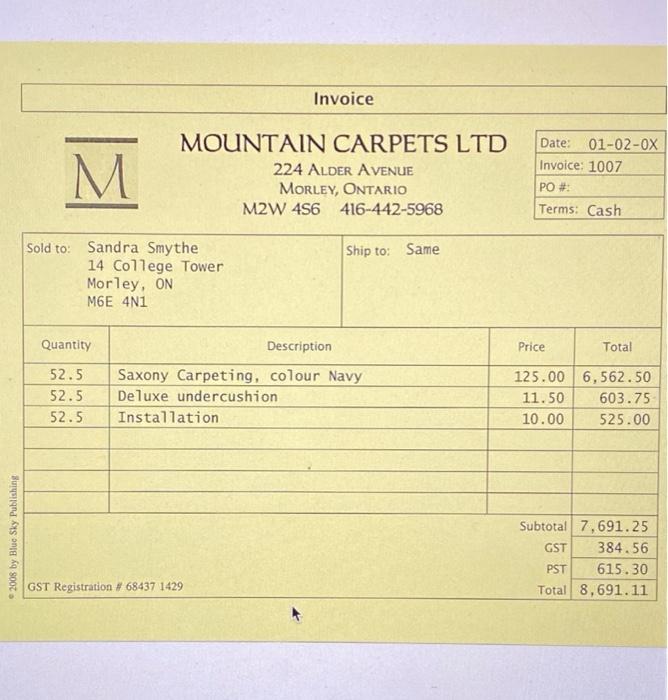 Invoice
M
MOUNTAIN CARPETS LTD
224 ALDER AVENUE
MORLEY, ONTARIO
M2W 4S6 416-442-5968
Date: 01-02-0X
Invoice: 1007
PO #:
Terms: Cash
Sold to: Sandra Smythe
14 College Tower
Morley, ON
M6E 4N1
Ship to: Same
Quantity Description Price Total
52.5 Saxony Carpeting, colour Navy 125.00 6,562.50
52.5 Deluxe undercushion 11.50 603.75
52.5 Installation 10.00 525.00
Subtotal 7,691.25
GST 384.56
PST 615.30
Total 8,691.11
GST Registration # 68437 1429
© 2008 by Blue Sky Publishing